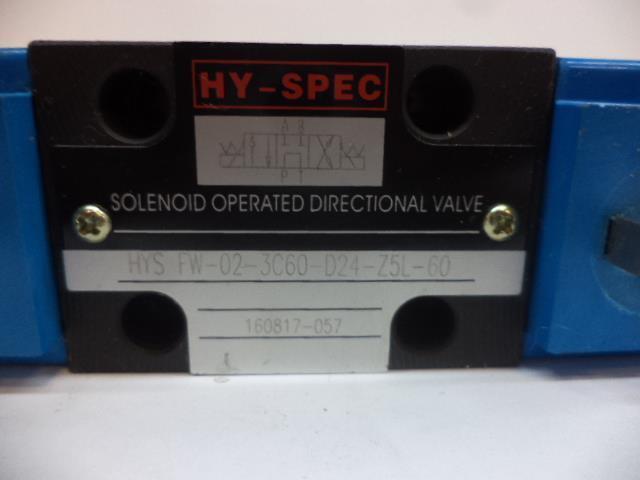 HY-SPEC
A B
P T
SOLENOID OPERATED DIRECTIONAL VALVE
HYS FW-02-3C60-D24-Z5L-60
160817-057